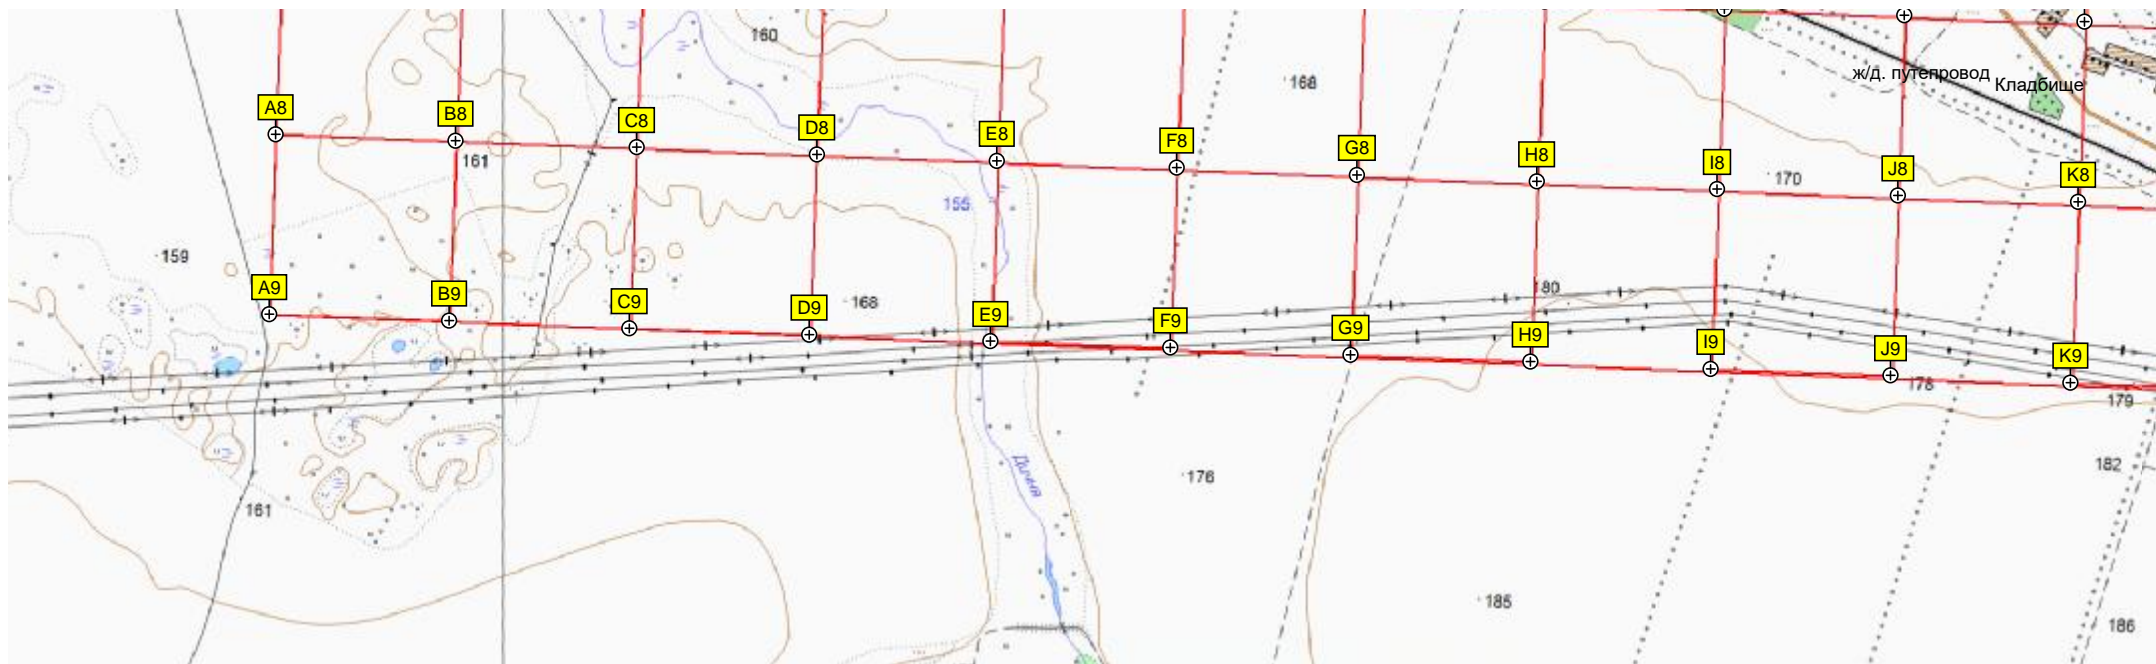 160
168
ж/д. путепровод
Кладбище
A8
B8
C8
D8
E8
F8
G8
H8
I8
J8
K8
161
170
155
159
A9
B9
C9
D9
E9
F9
G9
H9
I9
J9
K9
168
180
178
179
176
182
161
Долина
185
186